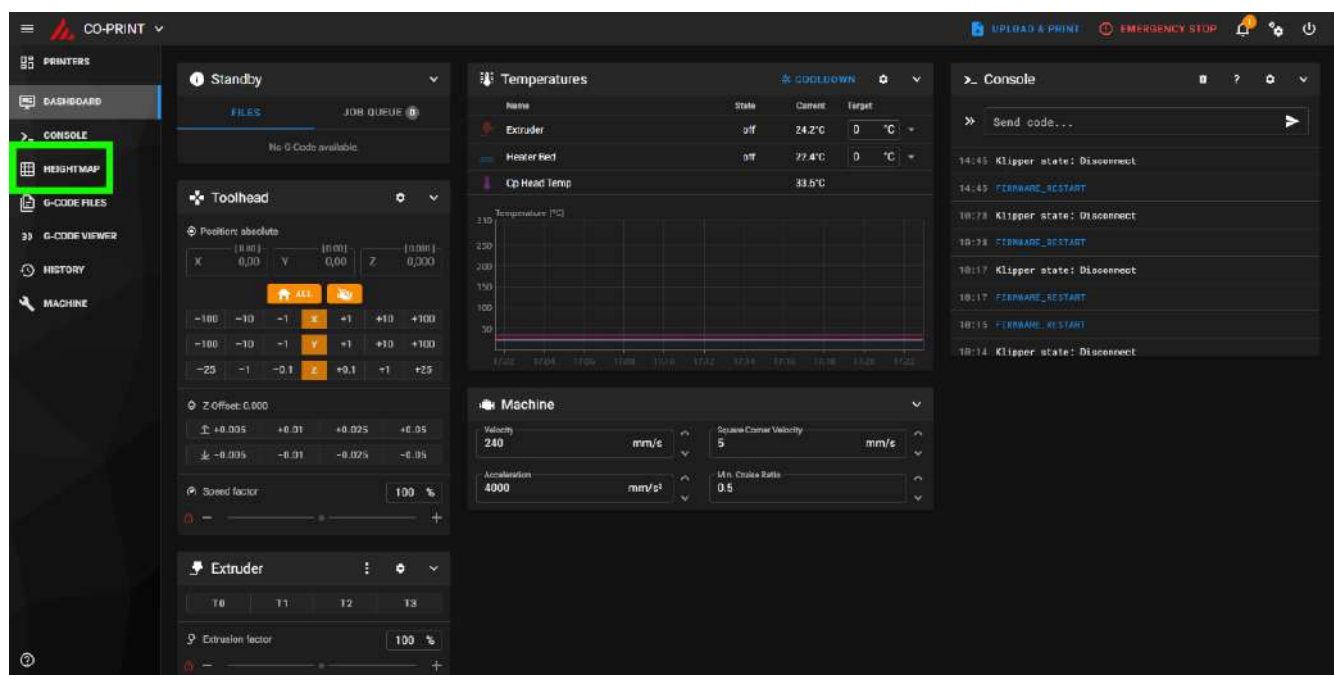 CO-PRINT
UPLOAD & PRINT
EMERGENCY STOP
PRINTERS
DASHBOARD
CONSOLE
HEIGHTMAP
G-CODE FILES
G-CODE VIEWER
HISTORY
MACHINE
Standby
FILES
JOB QUEUE 0
No G-Code available.
Toolhead
Position: absolute
X 0,00 Y 0,00 Z 0,000
ALL
-100 -10 -1 X +1 +10 +100
-100 -10 -1 Y +1 +10 +100
-25 -1 -0.1 Z +0.1 +1 +25
Z-Offset: 0.000
+0.005 +0.01 +0.025 +0.05
-0.005 -0.01 -0.025 -0.05
Speed factor 100 %
Extruder
T0 T1 T2 T3
Extrusion factor 100 %
Temperatures
COOLDOWN
Name State Current Target
Extruder off 24.2°C 0 °C
Heater Bed off 22.4°C 0 °C
Cp Head Temp 33.5°C
Temperature [°C]
250
200
150
100
50
Machine
Velocity
240 mm/s
Square Corner Velocity
5 mm/s
Acceleration
4000 mm/s²
Min. Cruise Ratio
0.5
>_ Console
Send code...
14:45 Klipper state: Disconnect
14:45 FIRMWARE_RESTART
10:28 Klipper state: Disconnect
10:28 FIRMWARE_RESTART
10:17 Klipper state: Disconnect
10:17 FIRMWARE_RESTART
10:15 FIRMWARE_RESTART
10:14 Klipper state: Disconnect